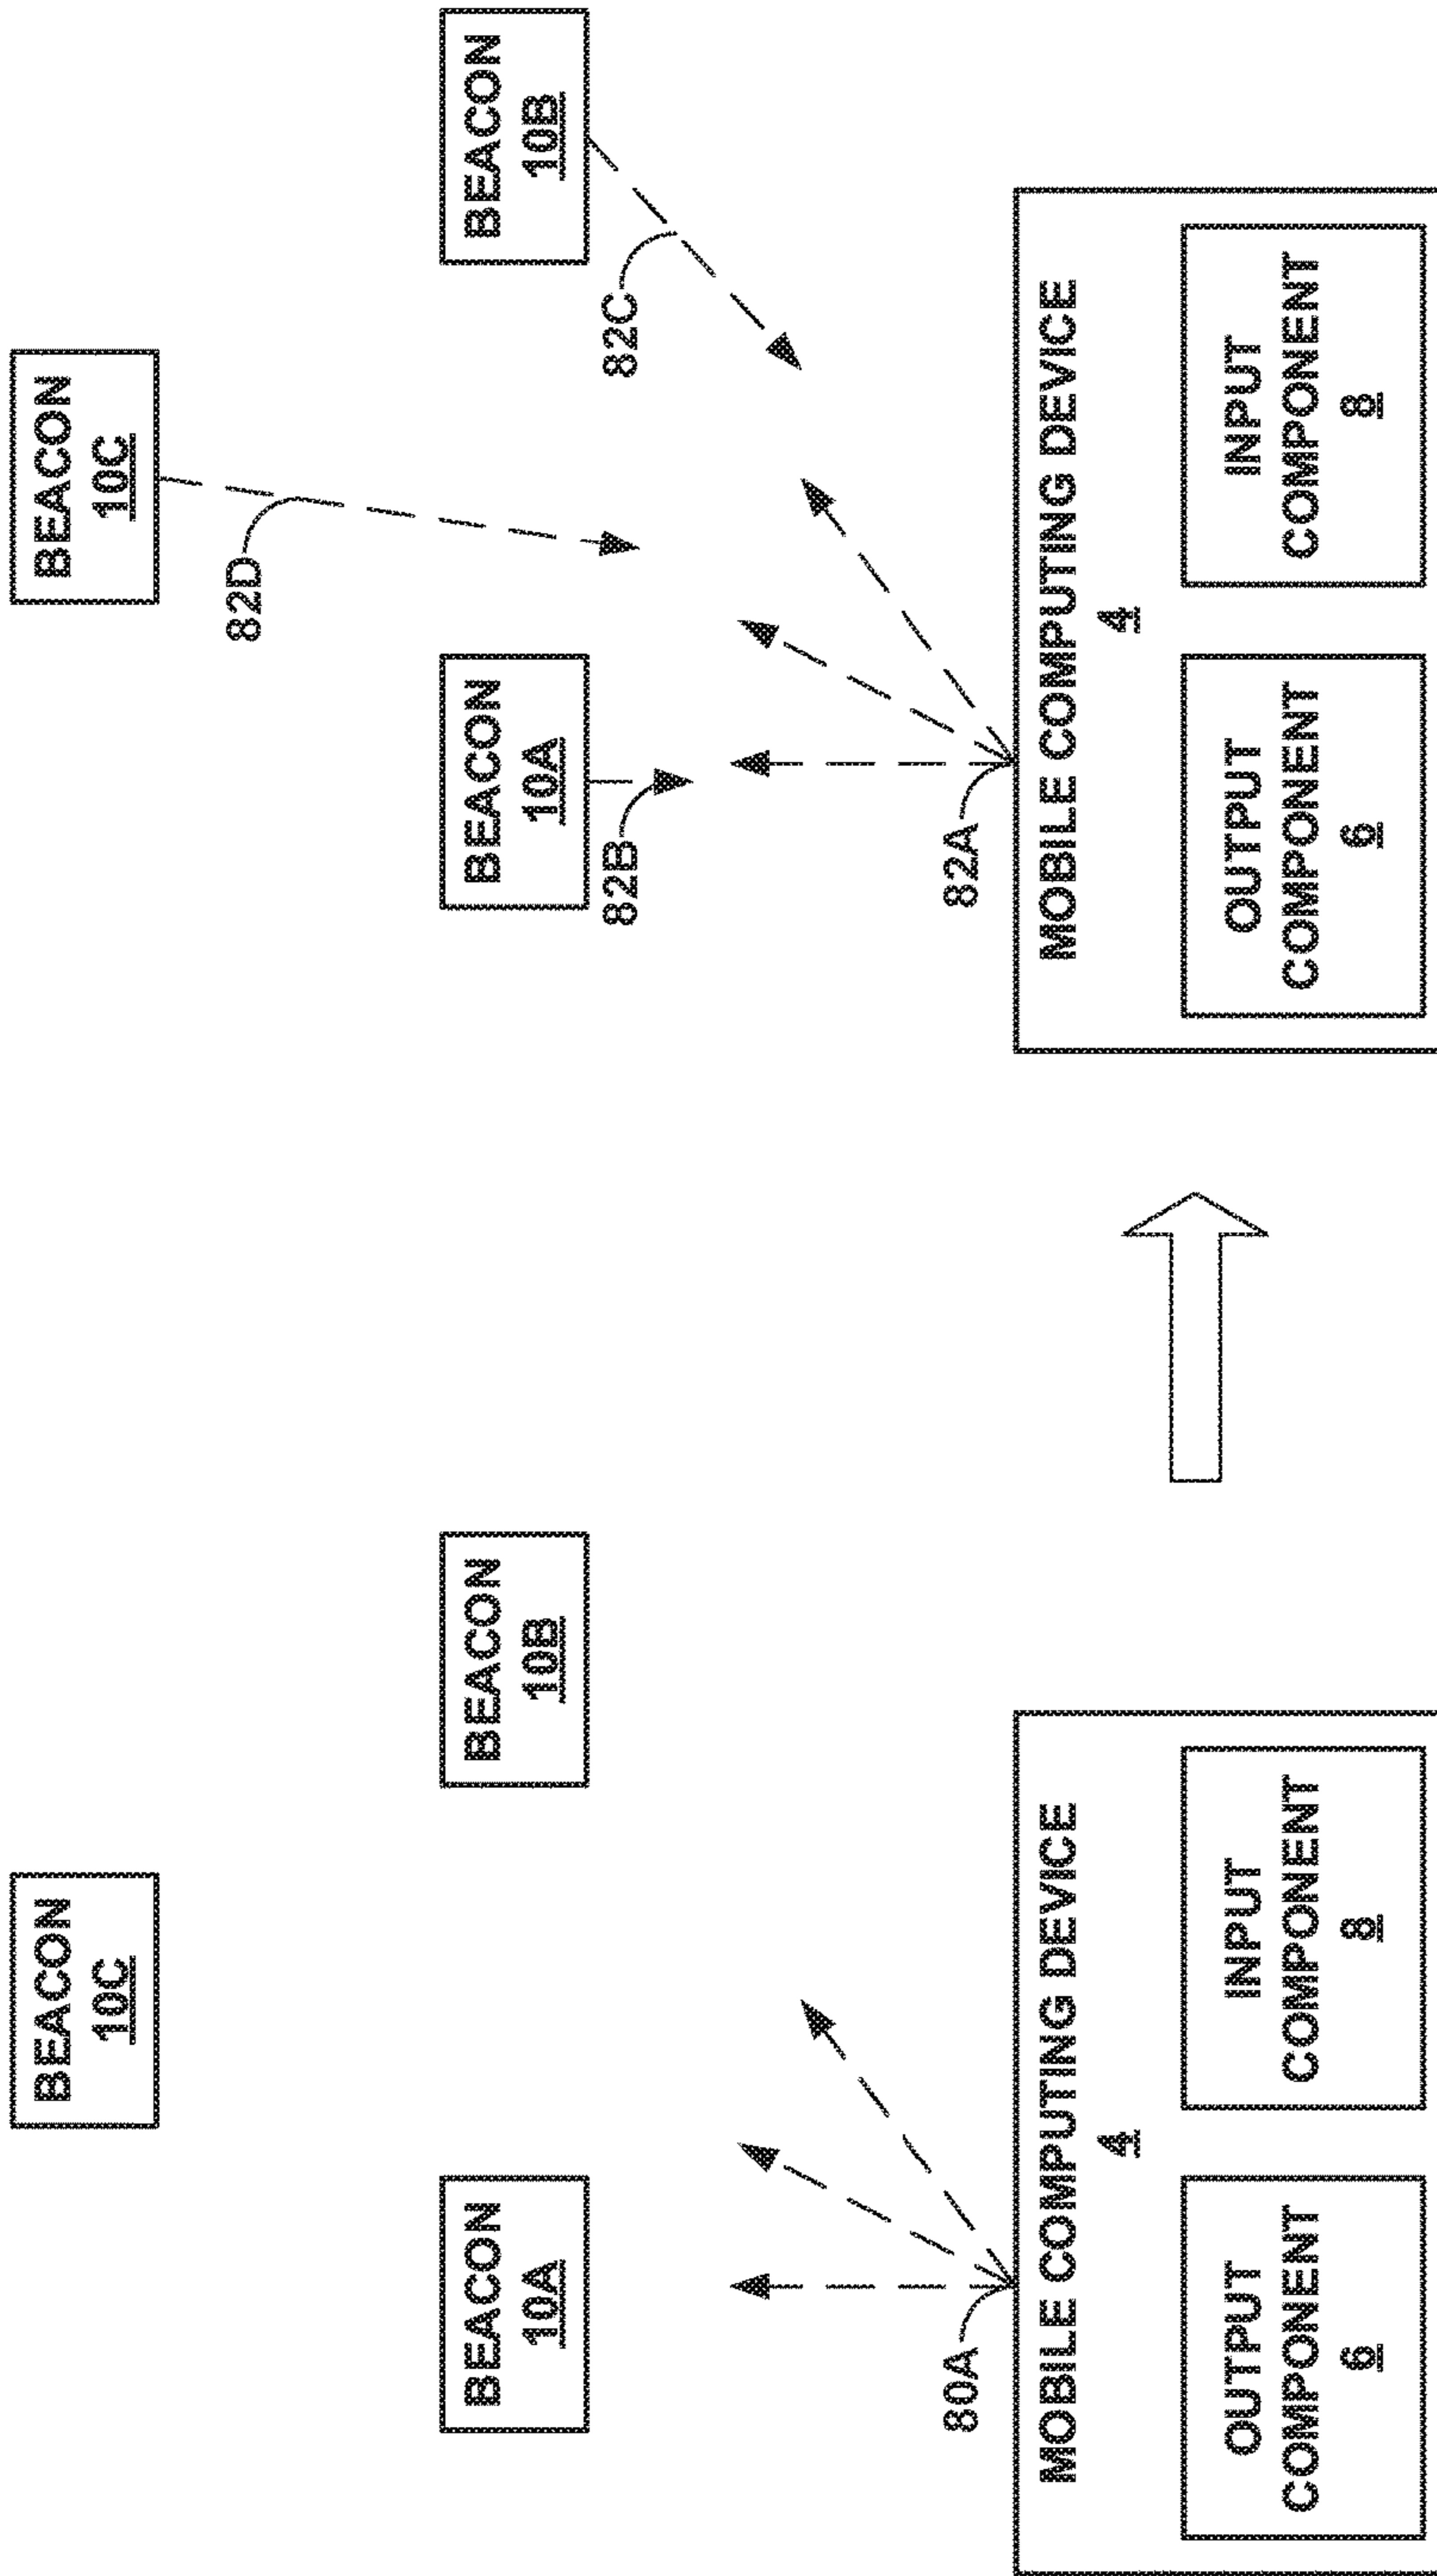 BEACON
10C
BEACON
10A
BEACON
10B
80A
MOBILE COMPUTING DEVICE
4
OUTPUT
COMPONENT
6
INPUT
COMPONENT
8
BEACON
10C
82D
BEACON
10A
BEACON
10B
82B
82C
82A
MOBILE COMPUTING DEVICE
4
OUTPUT
COMPONENT
6
INPUT
COMPONENT
8